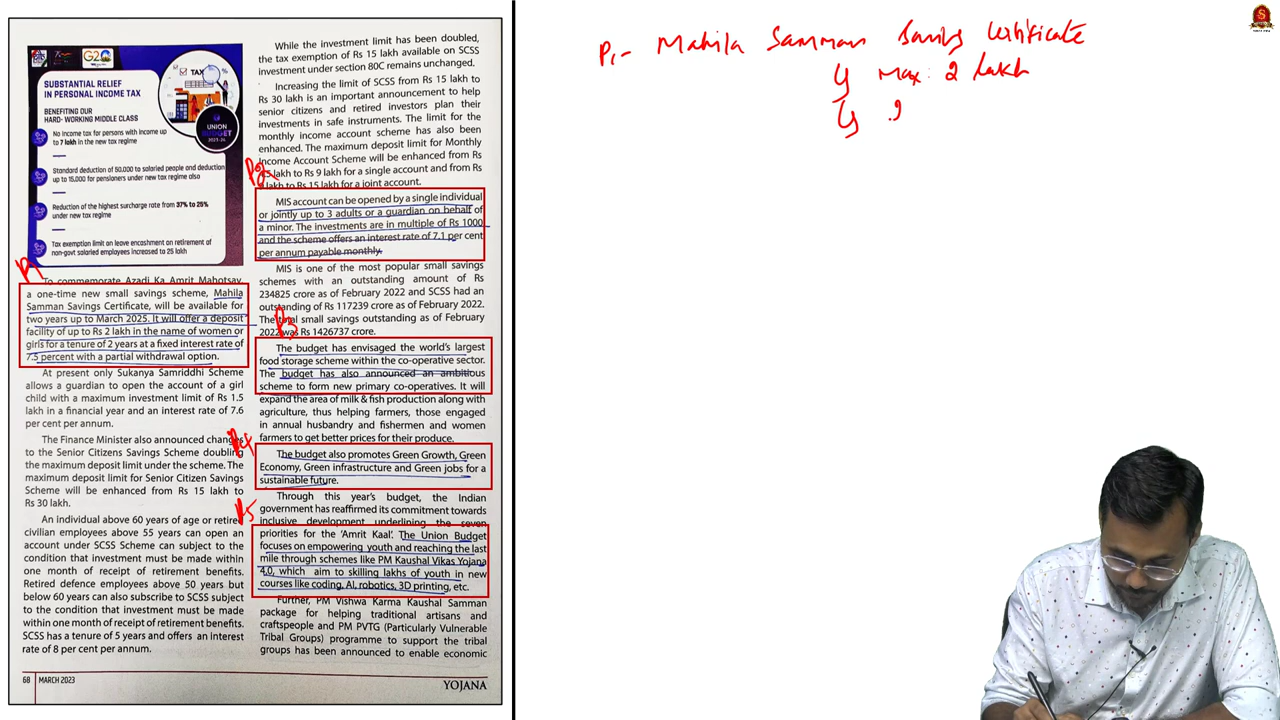 G20
SUBSTANTIAL RELIEF
IN PERSONAL INCOME TAX
BENEFITING OUR
HARD-WORKING MIDDLE CLASS
TAX
UNION
BUDGET
2023-24
No income tax for persons with income up
to 7 lakh in the new tax regime
Standard deduction of 50,000 to salaried people and deduction
up to 15,000 for pensioners under new tax regime also
Reduction of the highest surcharge rate from 37% to 25%
under new tax regime
Tax exemption limit on leave encashment on retirement of
non-govt salaried employees increased to 25 lakh
P1
To commemorate Azadi Ka Amrit Mahotsav,
a one-time new small savings scheme, Mahila
Samman Savings Certificate, will be available for
two years up to March 2025. It will offer a deposit
facility of up to Rs 2 lakh in the name of women or
girls for a tenure of 2 years at a fixed interest rate of
7.5 percent with a partial withdrawal option.
At present only Sukanya Samriddhi Scheme
allows a guardian to open the account of a girl
child with a maximum investment limit of Rs 1.5
lakh in a financial year and an interest rate of 7.6
per cent per annum.
The Finance Minister also announced changes
to the Senior Citizens Savings Scheme doubling
the maximum deposit limit under the scheme. The
maximum deposit limit for Senior Citizen Savings
Scheme will be enhanced from Rs 15 lakh to
Rs 30 lakh.
An individual above 60 years of age or retired
civilian employees above 55 years can open an
account under SCSS Scheme can subject to the
condition that investment must be made within
one month of receipt of retirement benefits.
Retired defence employees above 50 years but
below 60 years can also subscribe to SCSS subject
to the condition that investment must be made
within one month of receipt of retirement benefits.
SCSS has a tenure of 5 years and offers an interest
rate of 8 per cent per annum.
While the investment limit has been doubled,
the tax exemption of Rs 15 lakh available on SCSS
investment under section 80C remains unchanged.
Increasing the limit of SCSS from Rs 15 lakh to
Rs 30 lakh is an important announcement to help
senior citizens and retired investors plan their
investments in safe instruments. The limit for the
monthly income account scheme has also been
enhanced. The maximum deposit limit for Monthly
Income Account Scheme will be enhanced from Rs
lakh to Rs 9 lakh for a single account and from Rs
lakh to Rs 15 lakh for a joint account.
P2
MIS account can be opened by a single individual
or jointly up to 3 adults or a guardian on behalf of
a minor. The investments are in multiple of Rs 1000
and the scheme offers an interest rate of 7.1 per cent
per annum payable monthly.
MIS is one of the most popular small savings
schemes with an outstanding amount of Rs
234825 crore as of February 2022 and SCSS had an
outstanding of Rs 117239 crore as of February 2022.
The total small savings outstanding as of February
2022 was Rs 1426737 crore.
P3
The budget has envisaged the world's largest
food storage scheme within the co-operative sector.
The budget has also announced an ambitious
scheme to form new primary co-operatives. It will
expand the area of milk & fish production along with
agriculture, thus helping farmers, those engaged
in annual husbandry and fishermen and women
farmers to get better prices for their produce.
P4
The budget also promotes Green Growth, Green
Economy, Green infrastructure and Green jobs for a
sustainable future.
Through this year's budget, the Indian
government has reaffirmed its commitment towards
inclusive development underlining the seven
P5
priorities for the 'Amrit Kaal'. The Union Budget
focuses on empowering youth and reaching the last
mile through schemes like PM Kaushal Vikas Yojana
4.0, which aim to skilling lakhs of youth in new
courses like coding, AI, robotics, 3D printing, etc.
Further, PM Vishwa Karma Kaushal Samman
package for helping traditional artisans and
craftspeople and PM PVTG (Particularly Vulnerable
Tribal Groups) programme to support the tribal
groups has been announced to enable economic
68 MARCH 2023
YOJANA
P1- Mahila Samman Saving Certificate
Max: 2 lakh